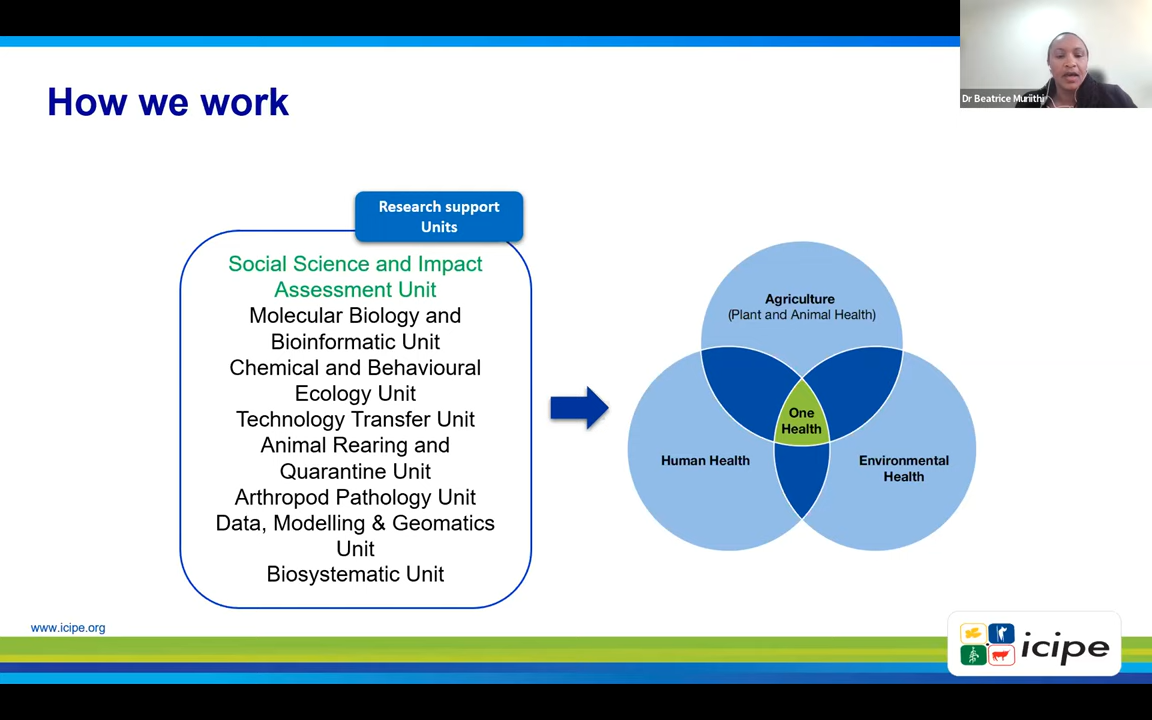 Dr Beatrice Muriithi
How we work
Research support
Units
Social Science and Impact
Assessment Unit
Molecular Biology and
Bioinformatic Unit
Chemical and Behavioural
Ecology Unit
Technology Transfer Unit
Animal Rearing and
Quarantine Unit
Arthropod Pathology Unit
Data, Modelling & Geomatics
Unit
Biosystematic Unit
Agriculture
(Plant and Animal Health)
One
Health
Human Health
Environmental
Health
www.icipe.org
icipe